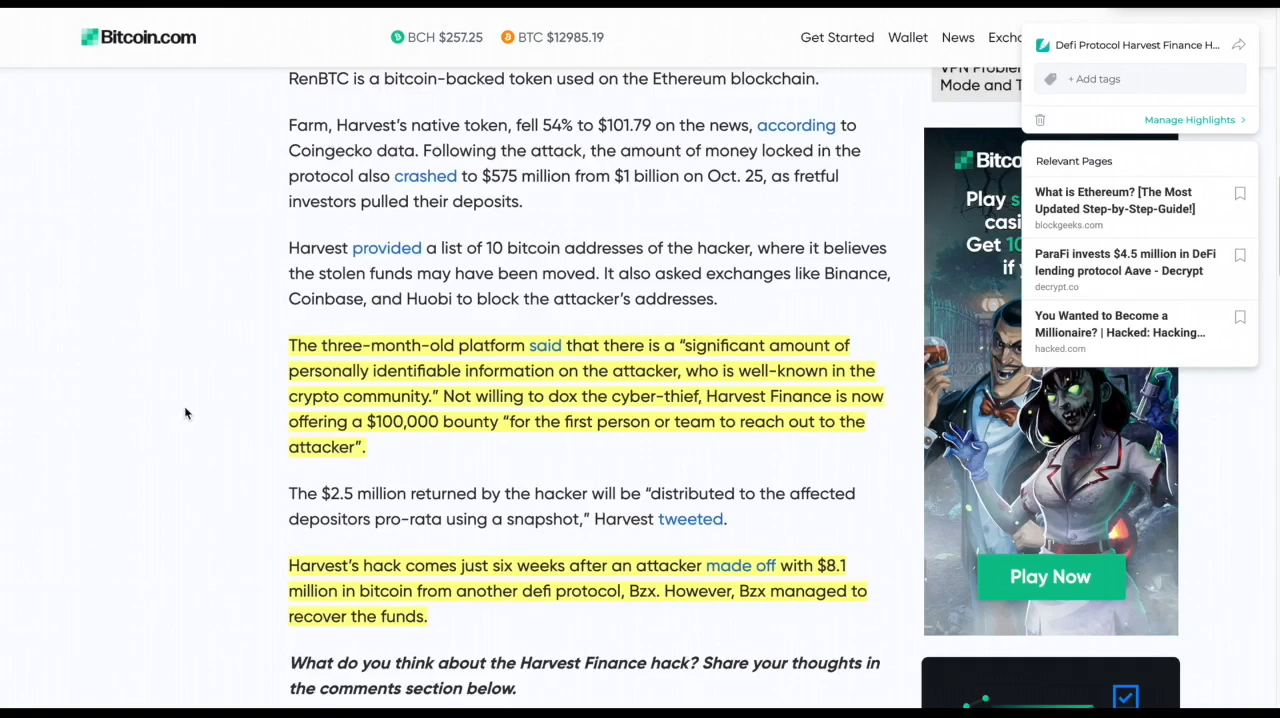 Bitcoin.com
BCH $257.25
BTC $12985.19
Get Started
Wallet
News
RenBTC is a bitcoin-backed token used on the Ethereum blockchain.
Farm, Harvest's native token, fell 54% to $101.79 on the news, according to
Coingecko data. Following the attack, the amount of money locked in the
protocol also crashed to $575 million from $1 billion on Oct. 25, as fretful
investors pulled their deposits.
Harvest provided a list of 10 bitcoin addresses of the hacker, where it believes
the stolen funds may have been moved. It also asked exchanges like Binance,
Coinbase, and Huobi to block the attacker's addresses.
The three-month-old platform said that there is a “significant amount of
personally identifiable information on the attacker, who is well-known in the
crypto community.” Not willing to dox the cyber-thief, Harvest Finance is now
offering a $100,000 bounty “for the first person or team to reach out to the
attacker”.
The $2.5 million returned by the hacker will be “distributed to the affected
depositors pro-rata using a snapshot,” Harvest tweeted.
Harvest's hack comes just six weeks after an attacker made off with $8.1
million in bitcoin from another defi protocol, Bzx. However, Bzx managed to
recover the funds.
What do you think about the Harvest Finance hack? Share your thoughts in
the comments section below.
Defi Protocol Harvest Finance H...
+ Add tags
Manage Highlights >
Relevant Pages
What is Ethereum? [The Most
Updated Step-by-Step-Guide!]
blockgeeks.com
ParaFi invests $4.5 million in DeFi
lending protocol Aave - Decrypt
decrypt.co
You Wanted to Become a
Millionaire? | Hacked: Hacking...
hacked.com
Mode and
Play
Get
if
Play Now